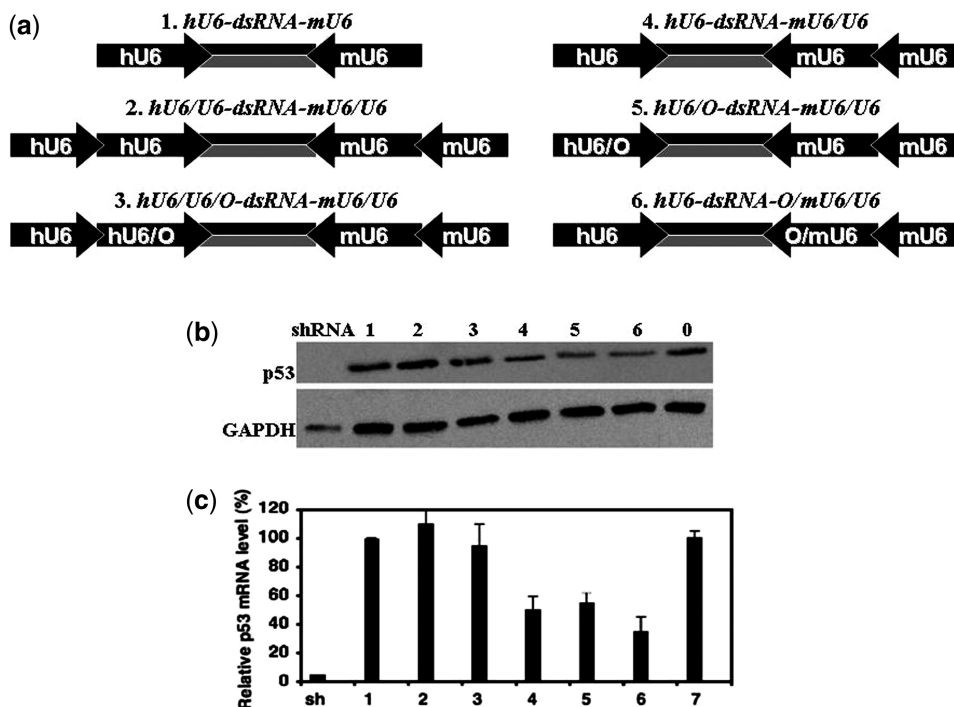 (a)
1. hU6-dsRNA-mU6
hU6 mU6
2. hU6/U6-dsRNA-mU6/U6
hU6 hU6 mU6 mU6
3. hU6/U6/O-dsRNA-mU6/U6
hU6 hU6/O mU6 mU6
4. hU6-dsRNA-mU6/U6
hU6 mU6 mU6
5. hU6/O-dsRNA-mU6/U6
hU6/O mU6 mU6
6. hU6-dsRNA-O/mU6/U6
hU6 O/mU6 mU6
(b)
shRNA 1 2 3 4 5 6 0
p53
GAPDH
(c)
Relative p53 mRNA level (%)
120
100
80
60
40
20
0
sh 1 2 3 4 5 6 7